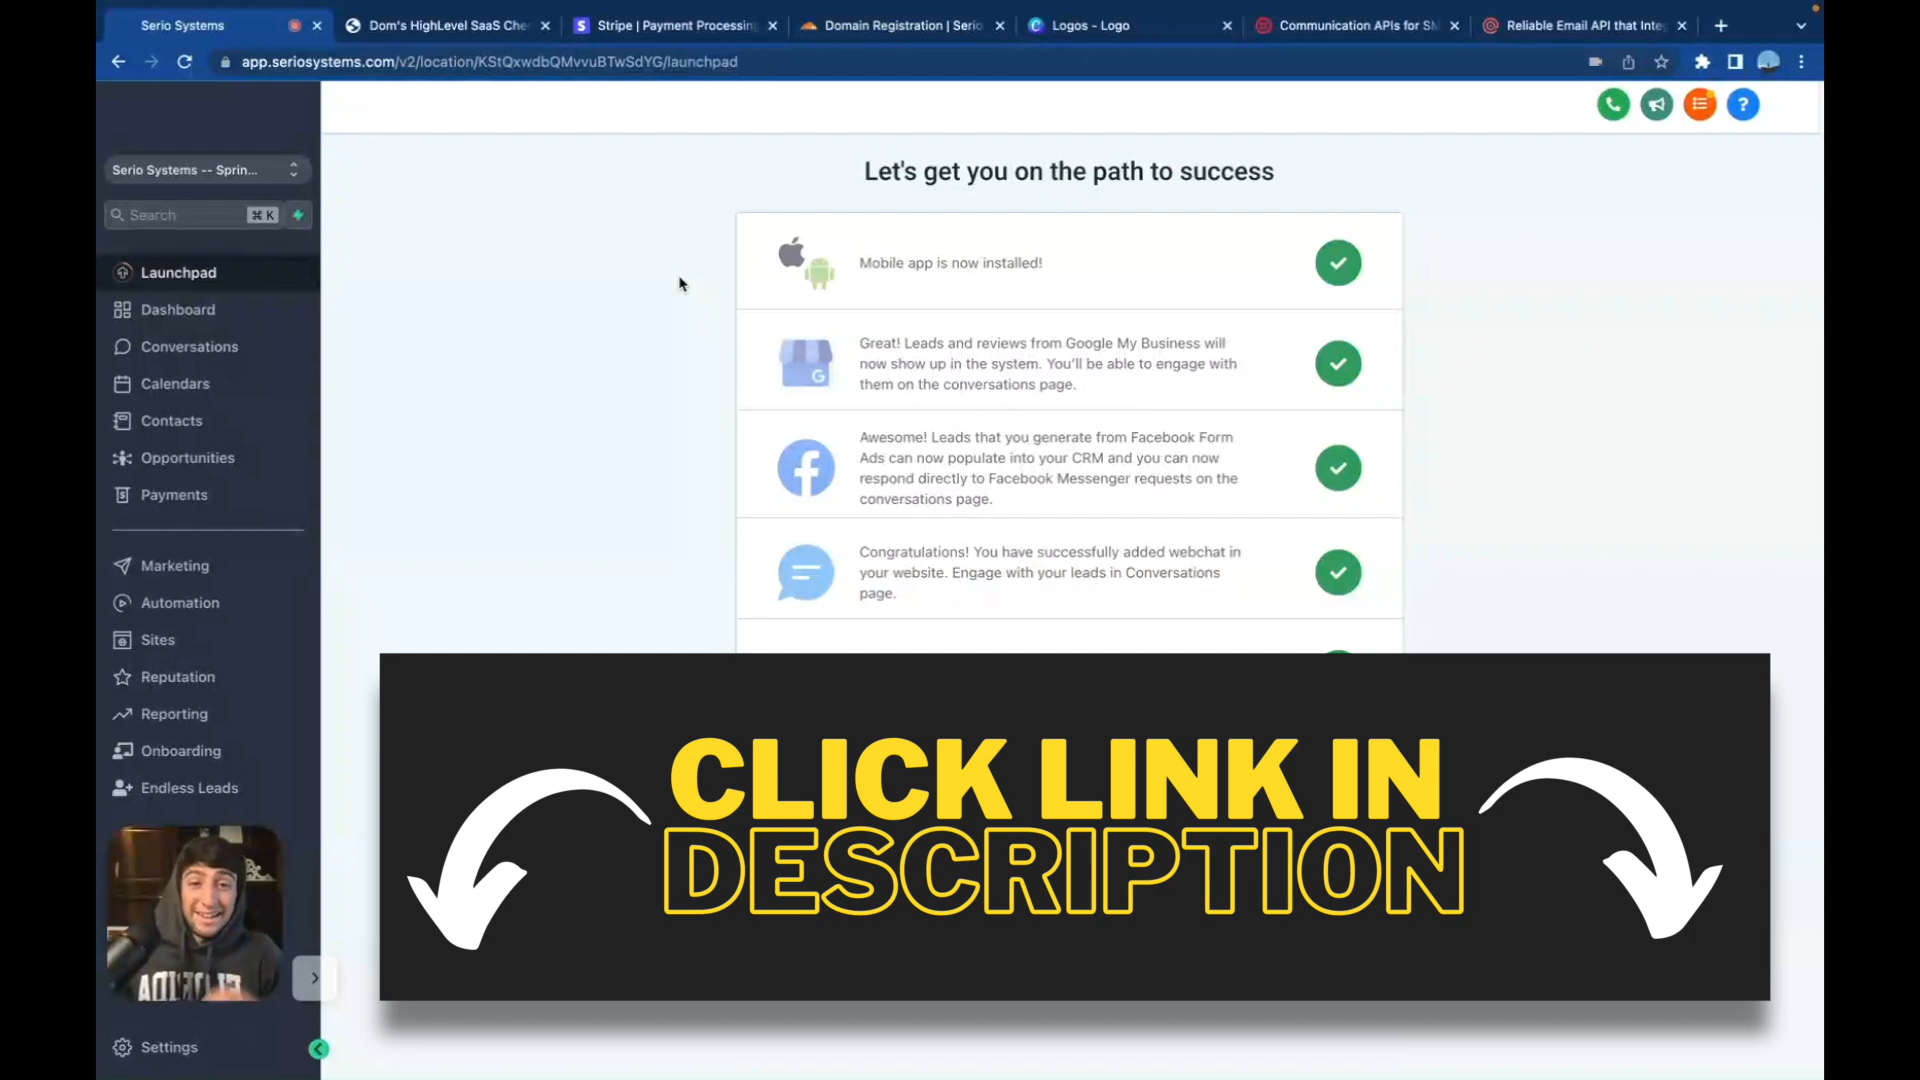 Serio Systems
Dom's HighLevel SaaS Che
Stripe | Payment Processing
Domain Registration | Serio
Logos - Logo
Communication APIs for SM
Reliable Email API that Integ
app.seriosystems.com/v2/location/KStQxwdbQMvvuBTwSdYG/launchpad
Serio Systems -- Sprin...
Search
⌘ K
Launchpad
Dashboard
Conversations
Calendars
Contacts
Opportunities
Payments
Marketing
Automation
Sites
Reputation
Reporting
Onboarding
Endless Leads
Settings
Let's get you on the path to success
Mobile app is now installed!
Great! Leads and reviews from Google My Business will
now show up in the system. You'll be able to engage with
them on the conversations page.
Awesome! Leads that you generate from Facebook Form
Ads can now populate into your CRM and you can now
respond directly to Facebook Messenger requests on the
conversations page.
Congratulations! You have successfully added webchat in
your website. Engage with your leads in Conversations
page.
CLICK LINK IN
DESCRIPTION